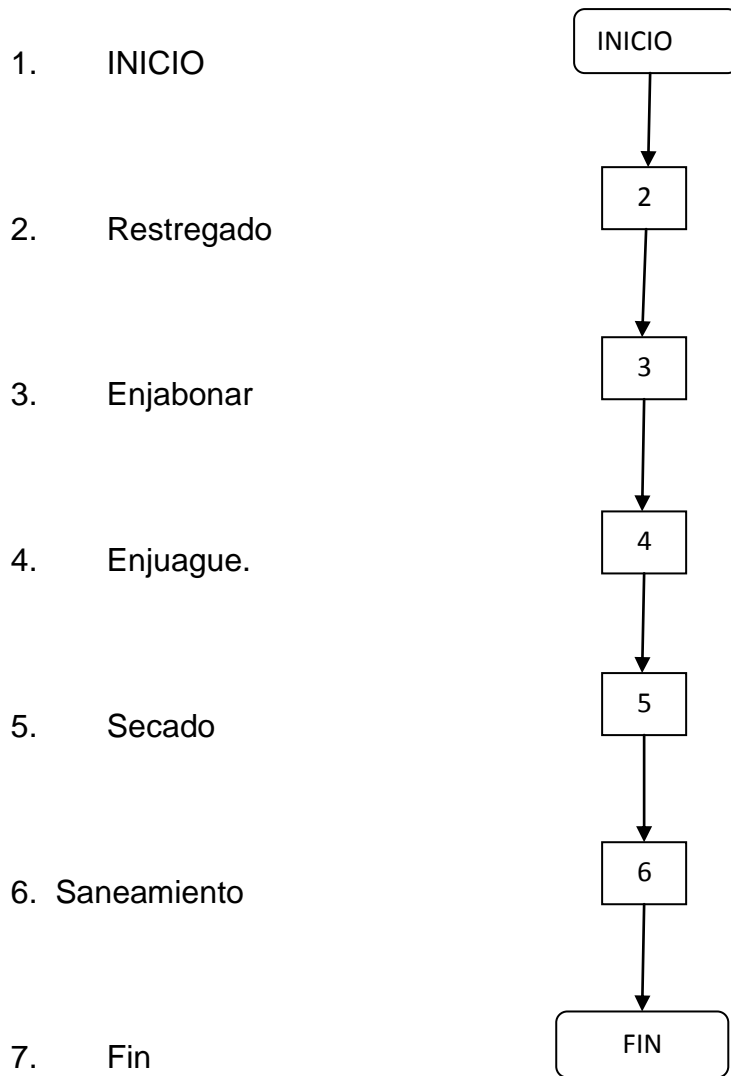 1. INICIO
INICIO
2. Restregado
2
3. Enjabonar
3
4. Enjuague.
4
5. Secado
5
6. Saneamiento
6
7. Fin
FIN